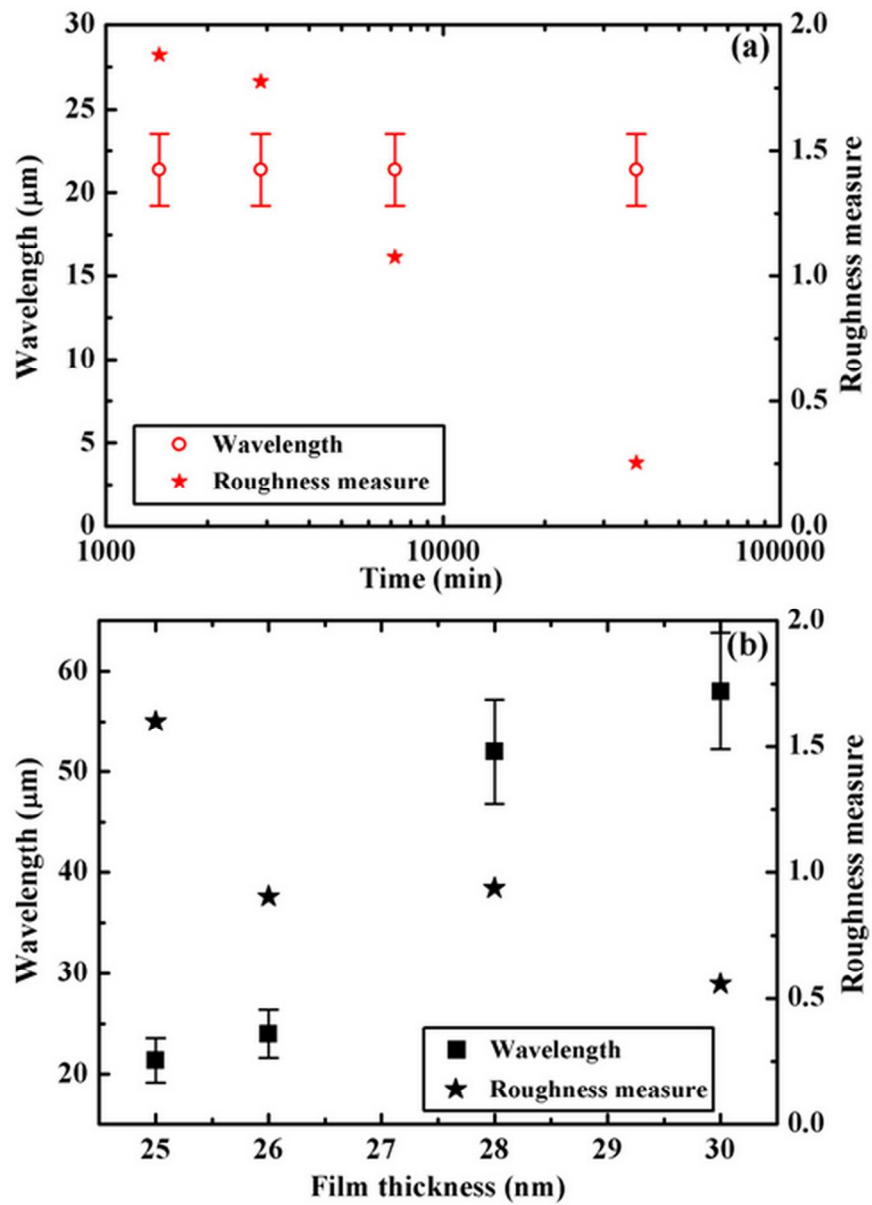 (a)
30
25
20
15
10
5
0
Wavelength (μm)
2.0
1.5
1.0
0.5
0.0
Roughness measure
Wavelength
Roughness measure
1000 10000 100000
Time (min)
(b)
60
50
40
30
20
Wavelength (μm)
2.0
1.5
1.0
0.5
0.0
Roughness measure
Wavelength
Roughness measure
25 26 27 28 29 30
Film thickness (nm)